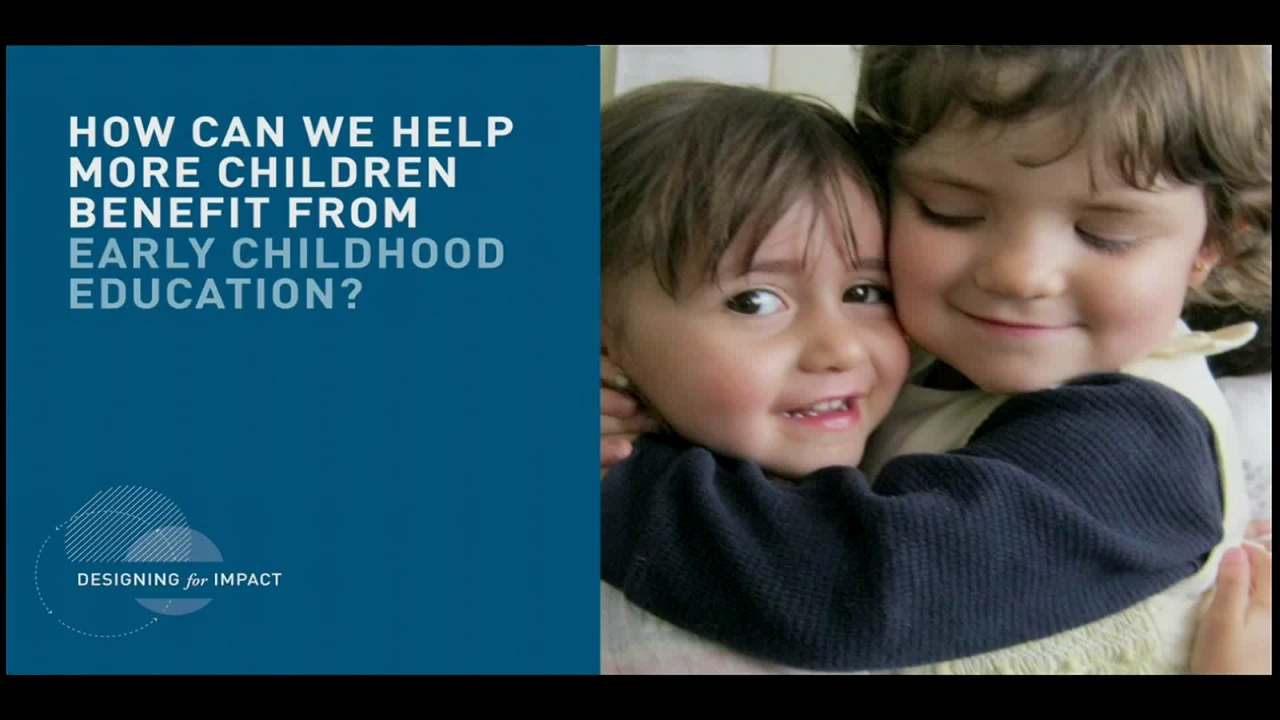 HOW CAN WE HELP
MORE CHILDREN
BENEFIT FROM
EARLY CHILDHOOD
EDUCATION?
DESIGNING for IMPACT